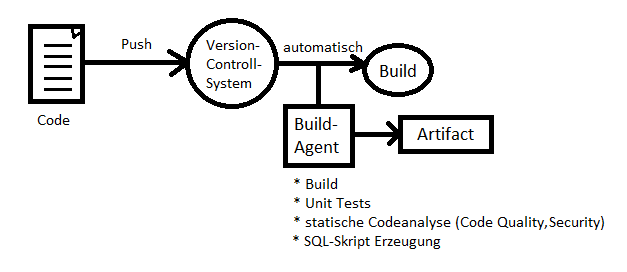 Code
Push
Version-
Controll-
System
automatisch
Build
Build-
Agent
Artifact
* Build
* Unit Tests
* statische Codeanalyse (Code Quality,Security)
* SQL-Skript Erzeugung